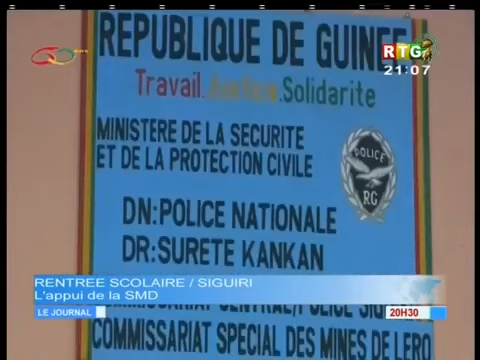 REPUBLIQUE DE GUINEE
RTG
21:07
Travail.Justice.Solidarite
MINISTERE DE LA SECURITE
ET DE LA PROTECTION CIVILE
POLICE
RG
DN:POLICE NATIONALE
DR:SURETE KANKAN
RENTREE SCOLAIRE / SIGUIRI
L'appui de la SMD
LE JOURNAL
20H30
COMMISSARIAT SPECIAL DES MINES DE LERO